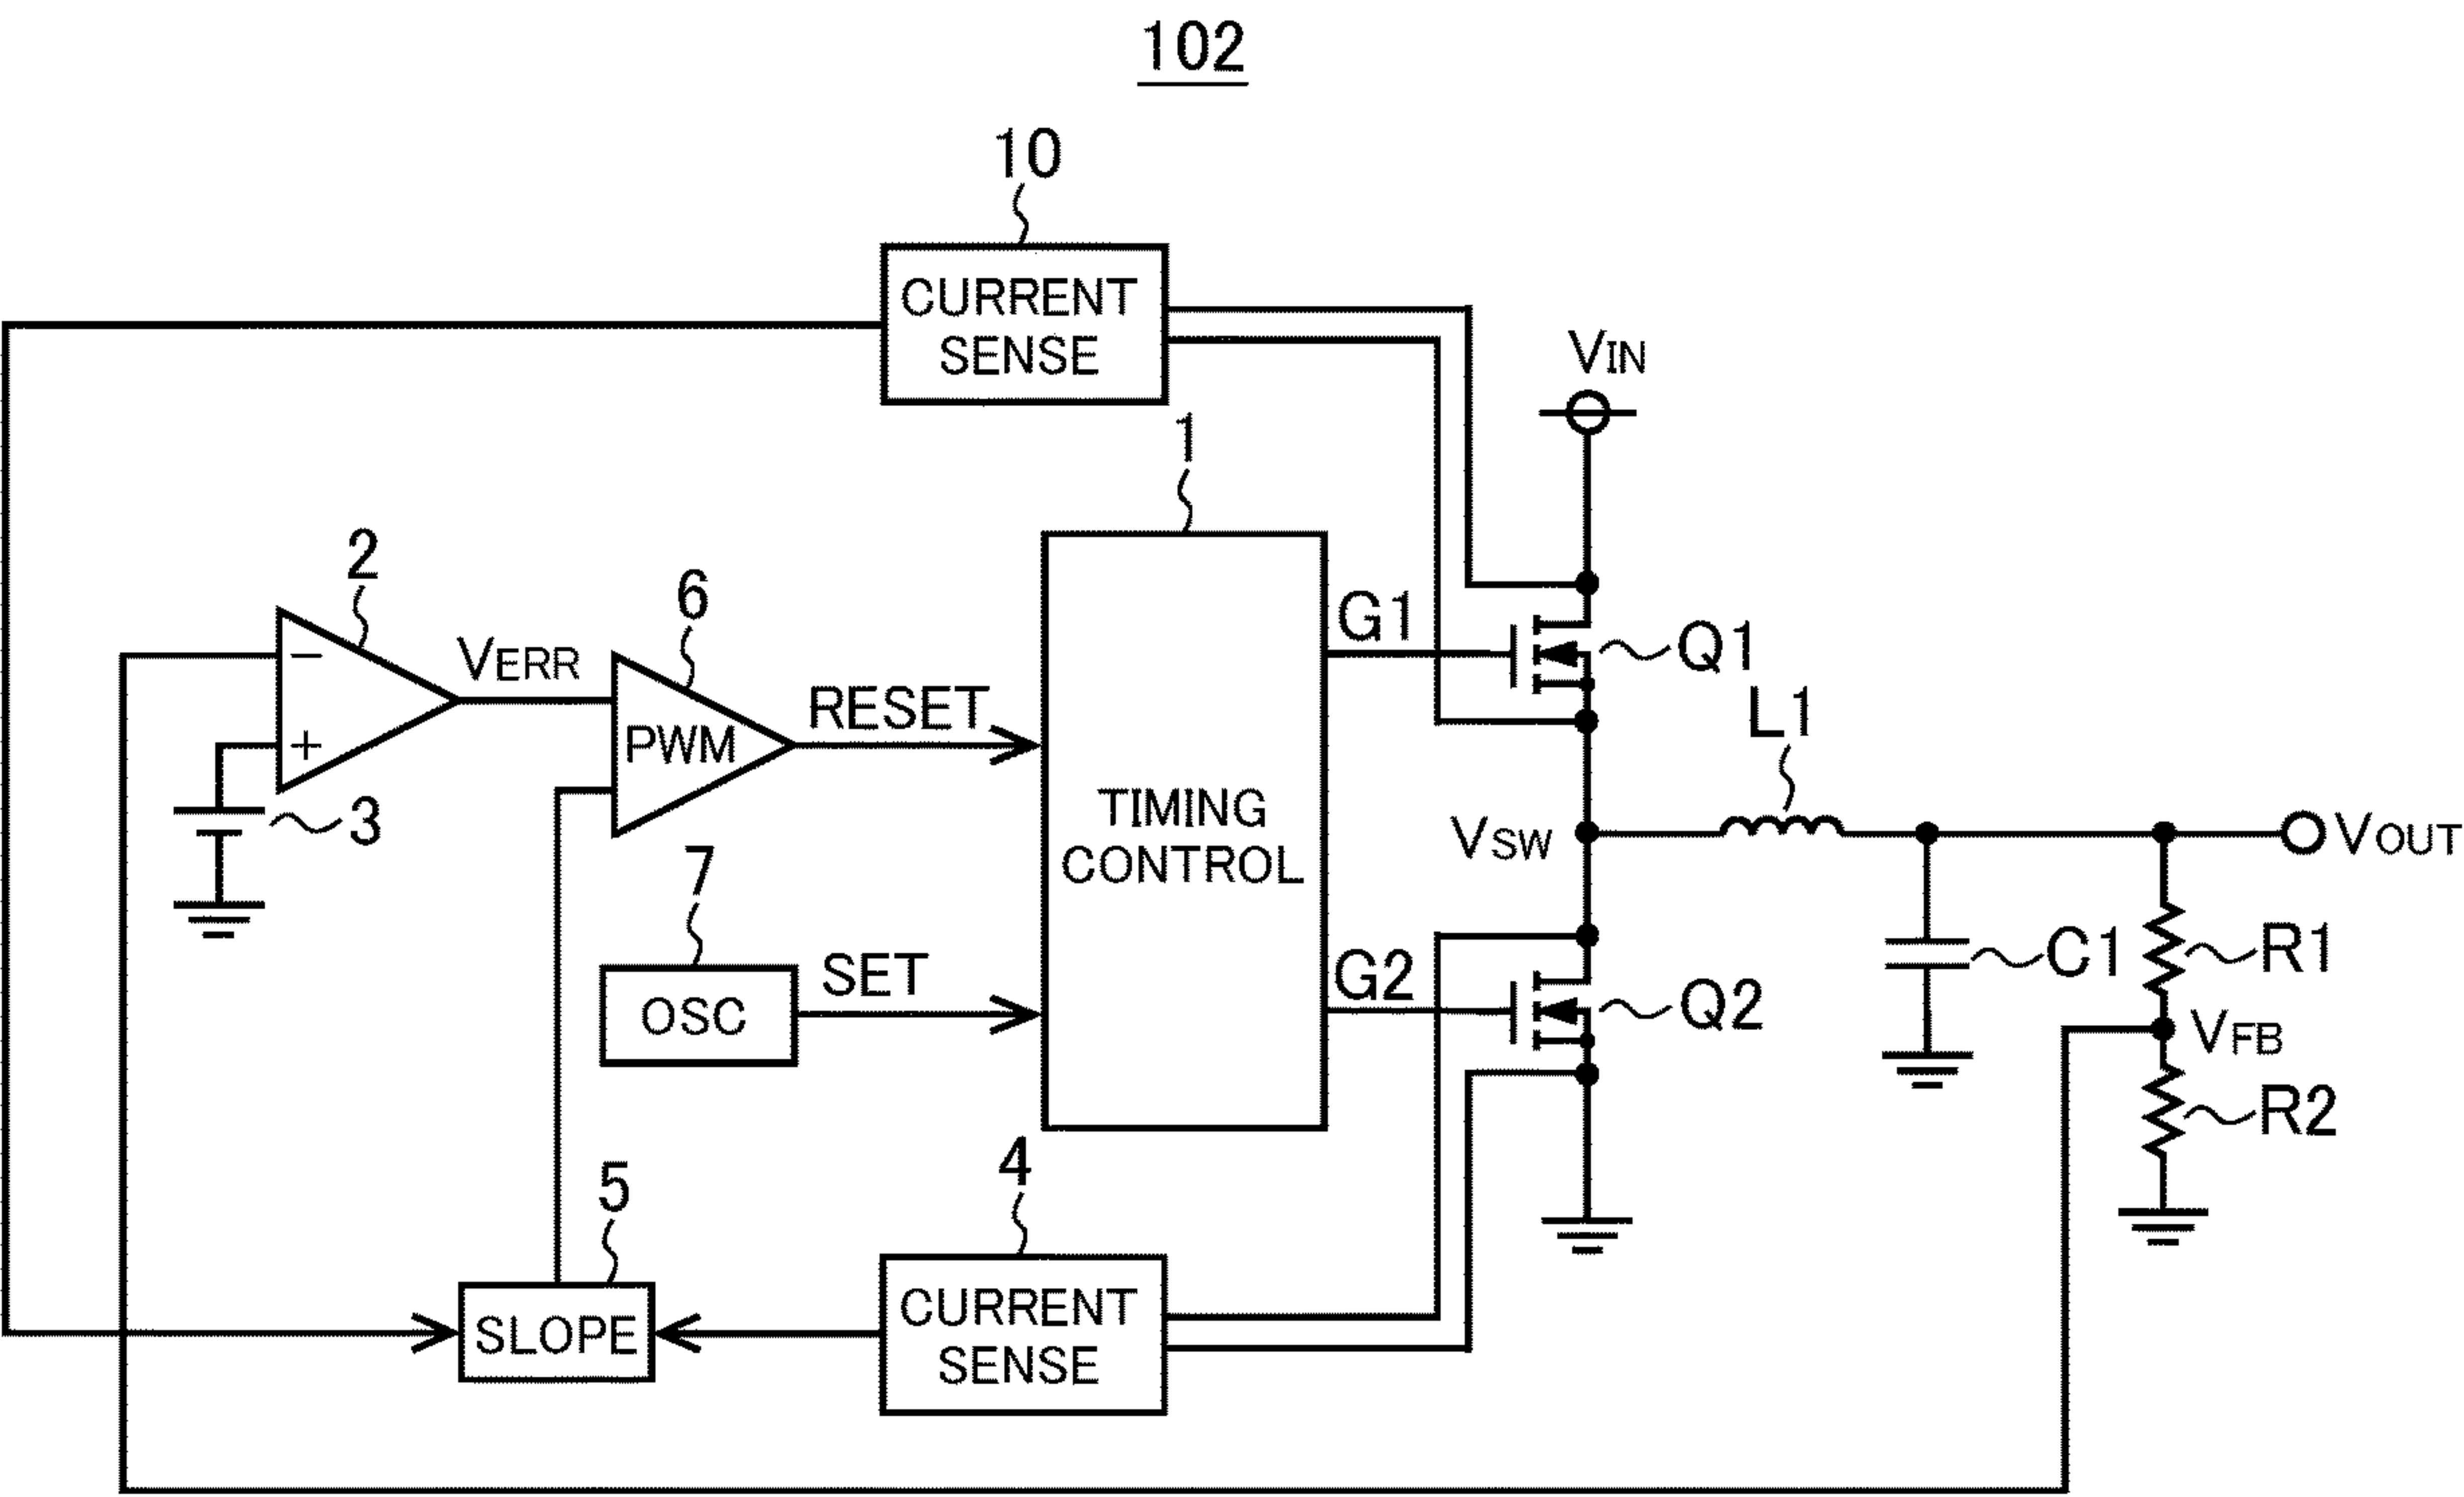 102
10
CURRENT
SENSE
VIN
1
2
6
VERR
G1
Q1
RESET
L1
−
+
PWM
3
TIMING
CONTROL
VSW
VOUT
7
C1
R1
SET
G2
Q2
OSC
VFB
R2
4
5
CURRENT
SENSE
SLOPE